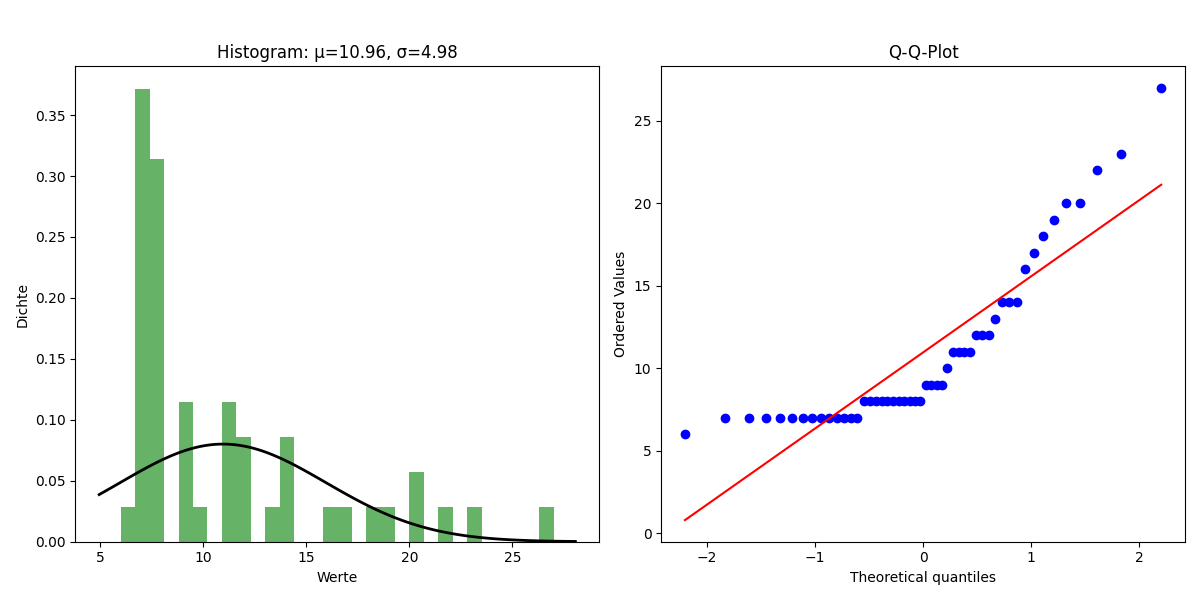 Histogram: μ=10.96, σ=4.98
Dichte
0.35
0.30
0.25
0.20
0.15
0.10
0.05
0.00
5 10 15 20 25
Werte
Q-Q-Plot
Ordered Values
25
20
15
10
5
0
−2 −1 0 1 2
Theoretical quantiles